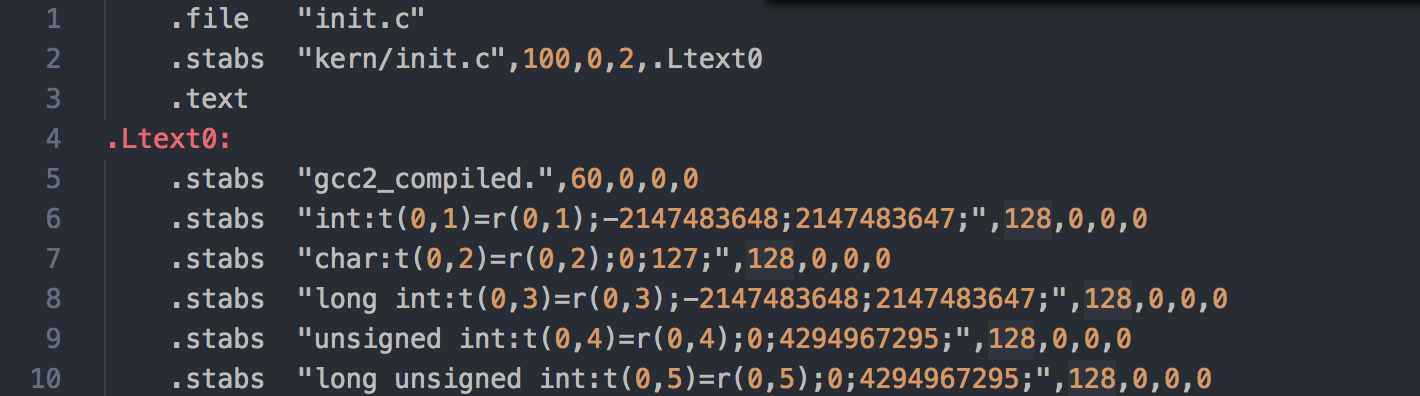 1 .file "init.c"
2 .stabs "kern/init.c",100,0,2,.Ltext0
3 .text
4 .Ltext0:
5 .stabs "gcc2_compiled.",60,0,0,0
6 .stabs "int:t(0,1)=r(0,1);-2147483648;2147483647;",128,0,0,0
7 .stabs "char:t(0,2)=r(0,2);0;127;",128,0,0,0
8 .stabs "long int:t(0,3)=r(0,3);-2147483648;2147483647;",128,0,0,0
9 .stabs "unsigned int:t(0,4)=r(0,4);0;4294967295;",128,0,0,0
10 .stabs "long unsigned int:t(0,5)=r(0,5);0;4294967295;",128,0,0,0